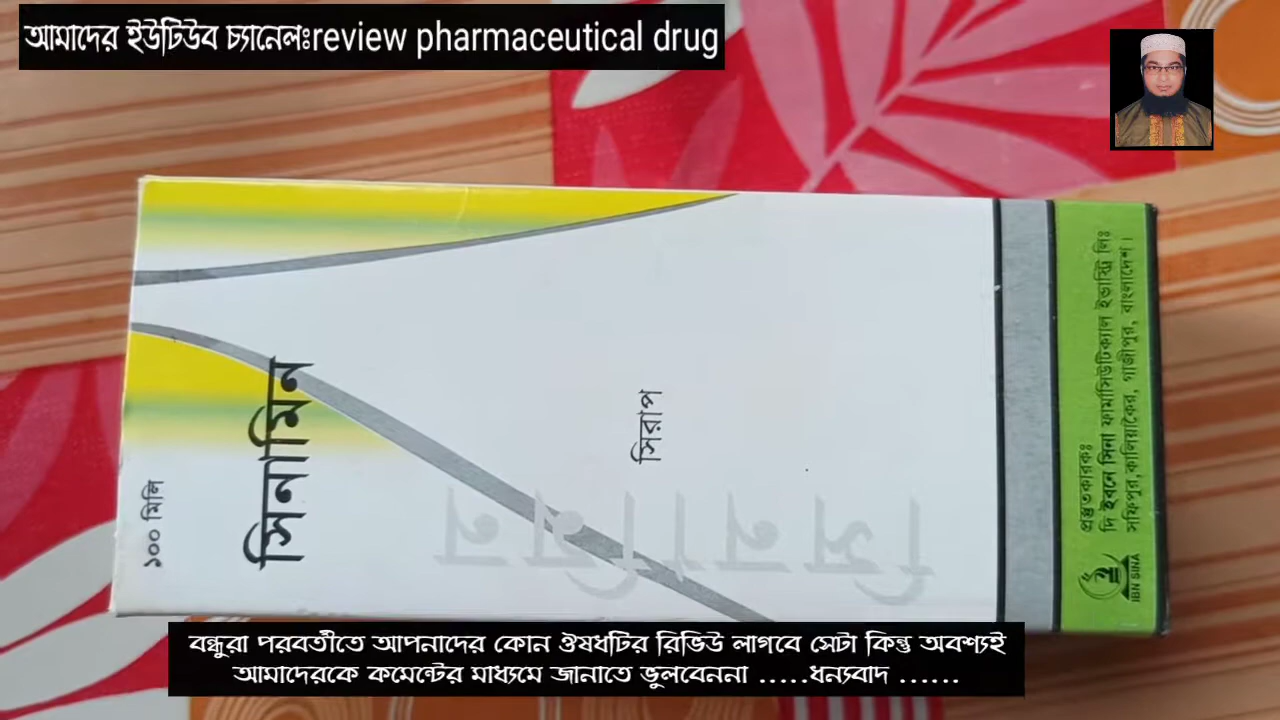 আমাদের ইউটিউব চ্যানেলঃreview pharmaceutical drug
১০০ মিলি
সিনামিন
সিরাপ
সিনামিন
প্রস্তুতকারকঃ
দি ইবনে সিনা ফার্মাসিউটিক্যাল ইন্ডাস্ট্রি লিঃ
সফিপুর,কালিয়াকৈর, গাজীপুর, বাংলাদেশ।
IBN SINA
বন্ধুরা পরবর্তীতে আপনাদের কোন ঔষধটির রিভিউ লাগবে সেটা কিন্তু অবশ্যই
আমাদেরকে কমেন্টের মাধ্যমে জানাতে ভুলবেননা .....ধন্যবাদ ......